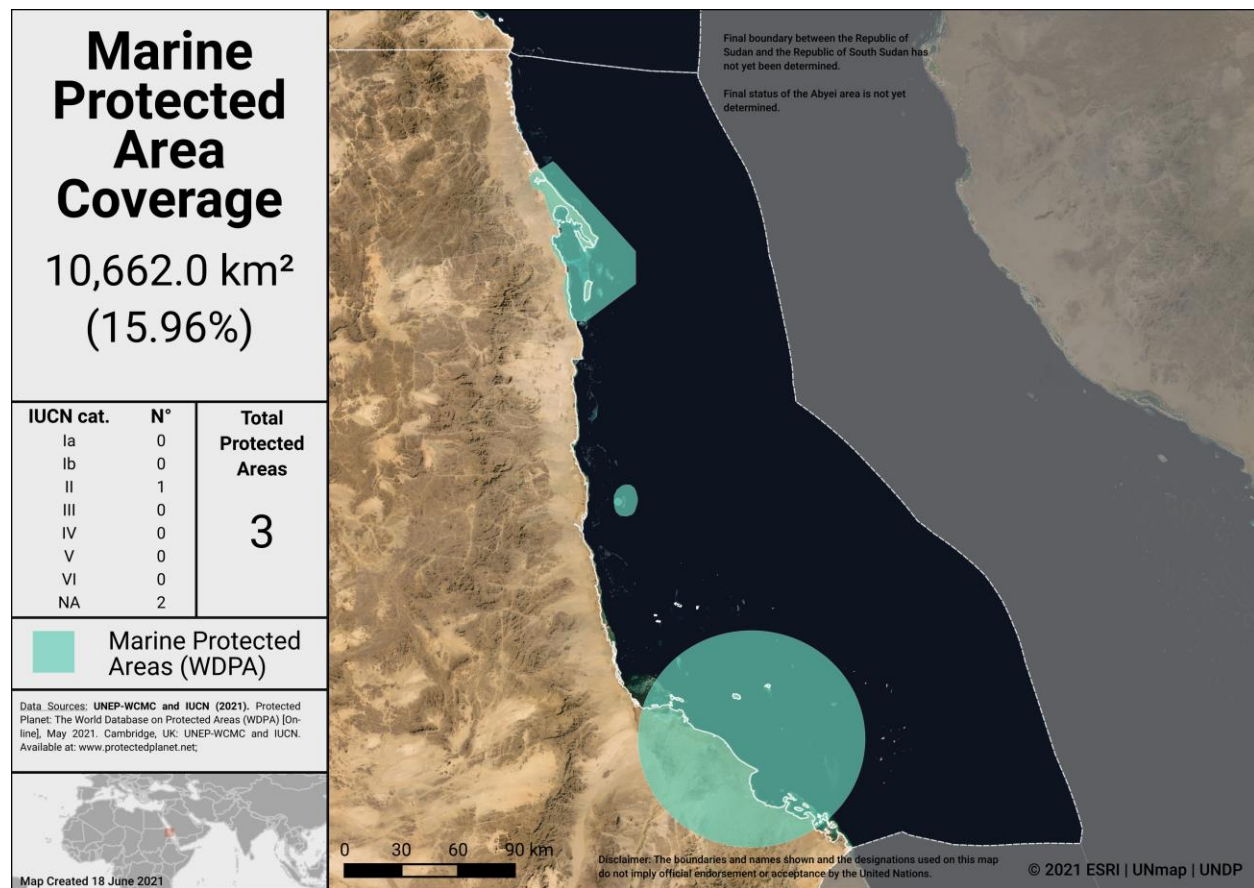 Marine
Protected
Area
Coverage
10,662.0 km²
(15.96%)
IUCN cat. N°
Ia 0
Ib 0
II 1
III 0
IV 0
V 0
VI 0
NA 2
Total
Protected
Areas
3
Marine Protected
Areas (WDPA)
Data Sources: UNEP-WCMC and IUCN (2021). Protected
Planet: The World Database on Protected Areas (WDPA) [On-
line], May 2021. Cambridge, UK: UNEP-WCMC and IUCN.
Available at: www.protectedplanet.net;
Map Created 18 June 2021
Final boundary between the Republic of
Sudan and the Republic of South Sudan has
not yet been determined.
Final status of the Abyei area is not yet
determined.
0 30 60 90 km
Disclaimer: The boundaries and names shown and the designations used on this map
do not imply official endorsement or acceptance by the United Nations.
© 2021 ESRI | UNmap | UNDP